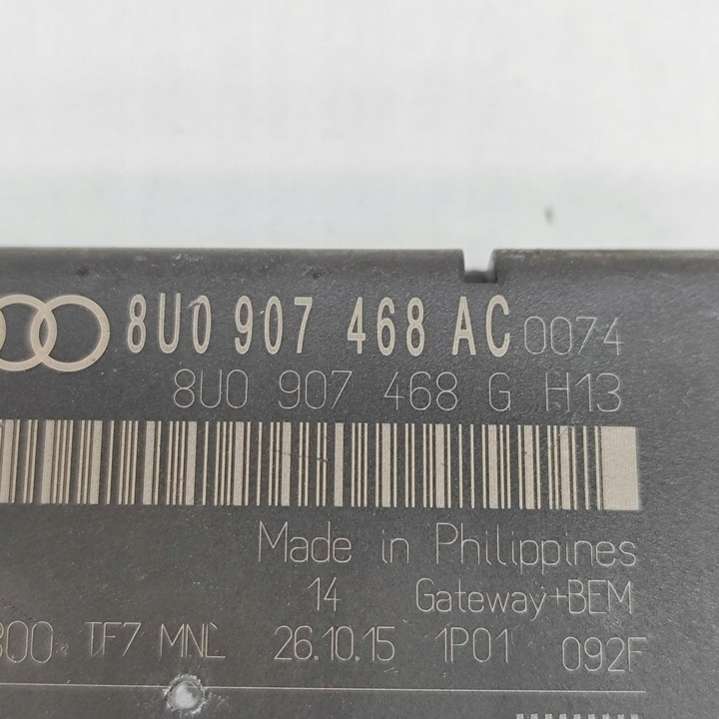 8U0 907 468 AC 0074
8U0 907 468 G H13
Made in Philippines
14 Gateway+BEM
300 TF7 MNL 26.10.15 1P01 092F